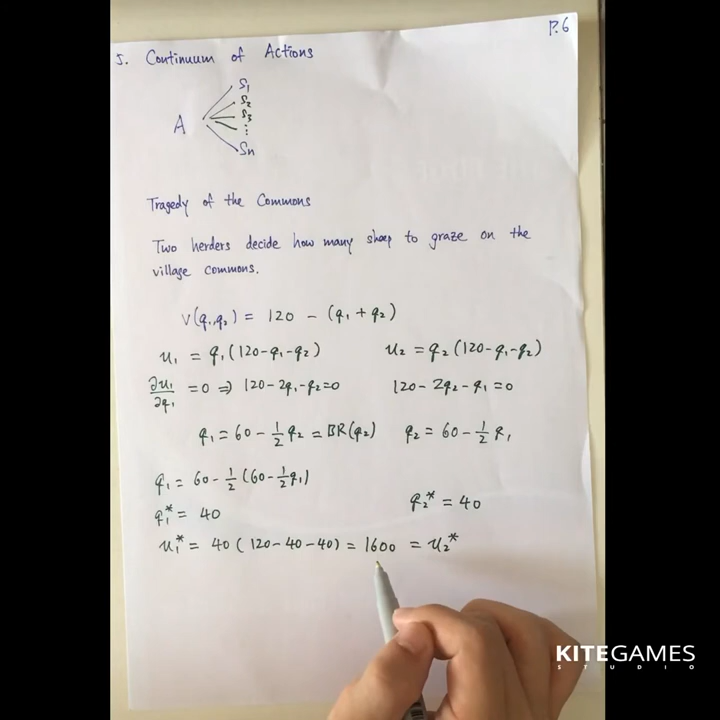 P.6
5. Continuum of Actions
A
S1
S2
S3
⋮
Sn
Tragedy of the Commons
Two herders decide how many sheep to graze on the
village commons.
V(q₁,q₂) = 120 - (q₁ + q₂)
u₁ = q₁(120-q₁-q₂) u₂ = q₂(120-q₁-q₂)
∂u₁/∂q₁ = 0 ⇒ 120-2q₁-q₂=0 120-2q₂-q₁=0
q₁ = 60 - 1/2 q₂ = BR(q₂) q₂ = 60 - 1/2 q₁
q₁ = 60 - 1/2 (60 - 1/2 q₁)
q₁* = 40 q₂* = 40
u₁* = 40 (120-40-40) = 1600 = u₂*
KITEGAMES
STUDIO